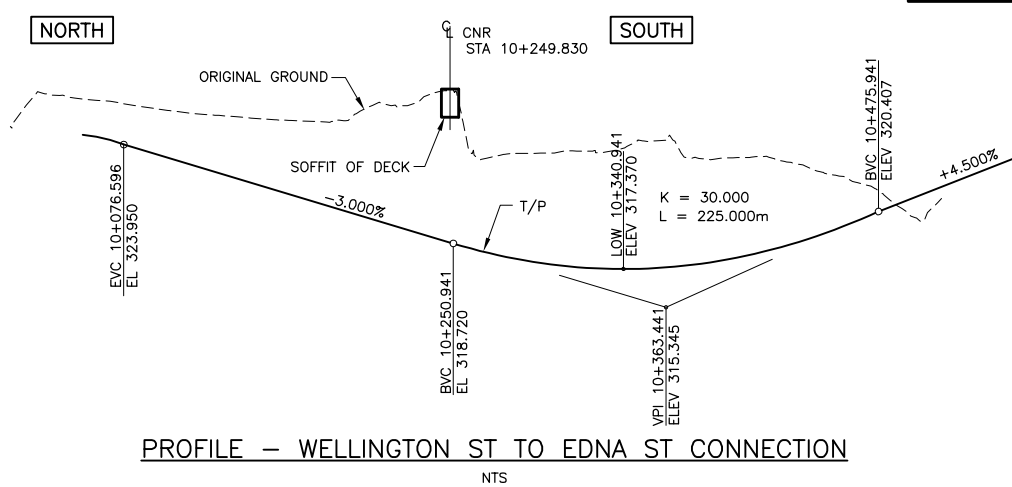 NORTH
℄ CNR
STA 10+249.830
SOUTH
ORIGINAL GROUND
SOFFIT OF DECK
EVC 10+076.596
EL 323.950
-3.000%
BVC 10+250.941
EL 318.720
T/P
LOW 10+340.941
ELEV 317.370
K = 30.000
L = 225.000m
VPI 10+363.441
ELEV 315.345
BVC 10+475.941
ELEV 320.407
+4.500%
PROFILE – WELLINGTON ST TO EDNA ST CONNECTION
NTS